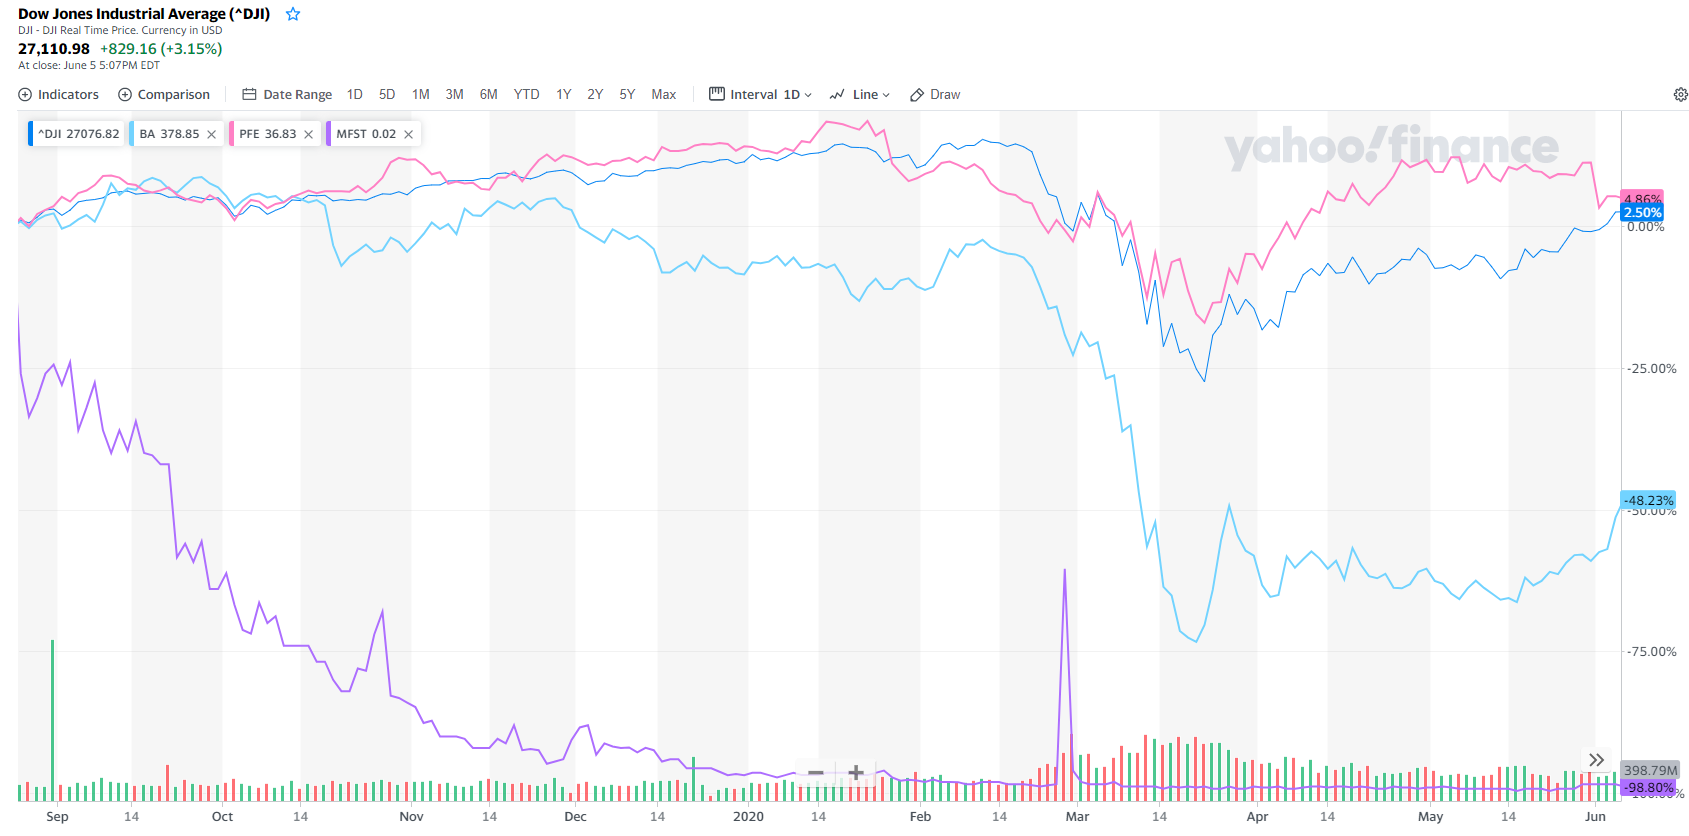 Dow Jones Industrial Average (^DJI)
DJI - DJI Real Time Price. Currency in USD
27,110.98 +829.16 (+3.15%)
At close: June 5 5:07PM EDT
Indicators Comparison Date Range 1D 5D 1M 3M 6M YTD 1Y 2Y 5Y Max Interval 1D Line Draw
^DJI 27076.82 BA 378.85 PFE 36.83 MFST 0.02
yahoo!finance
4.86%
2.50%
0.00%
-25.00%
-48.23%
-50.00%
-75.00%
398.79M
-98.80%
Sep 14 Oct 14 Nov 14 Dec 14 2020 14 Feb 14 Mar 14 Apr 14 May 14 Jun